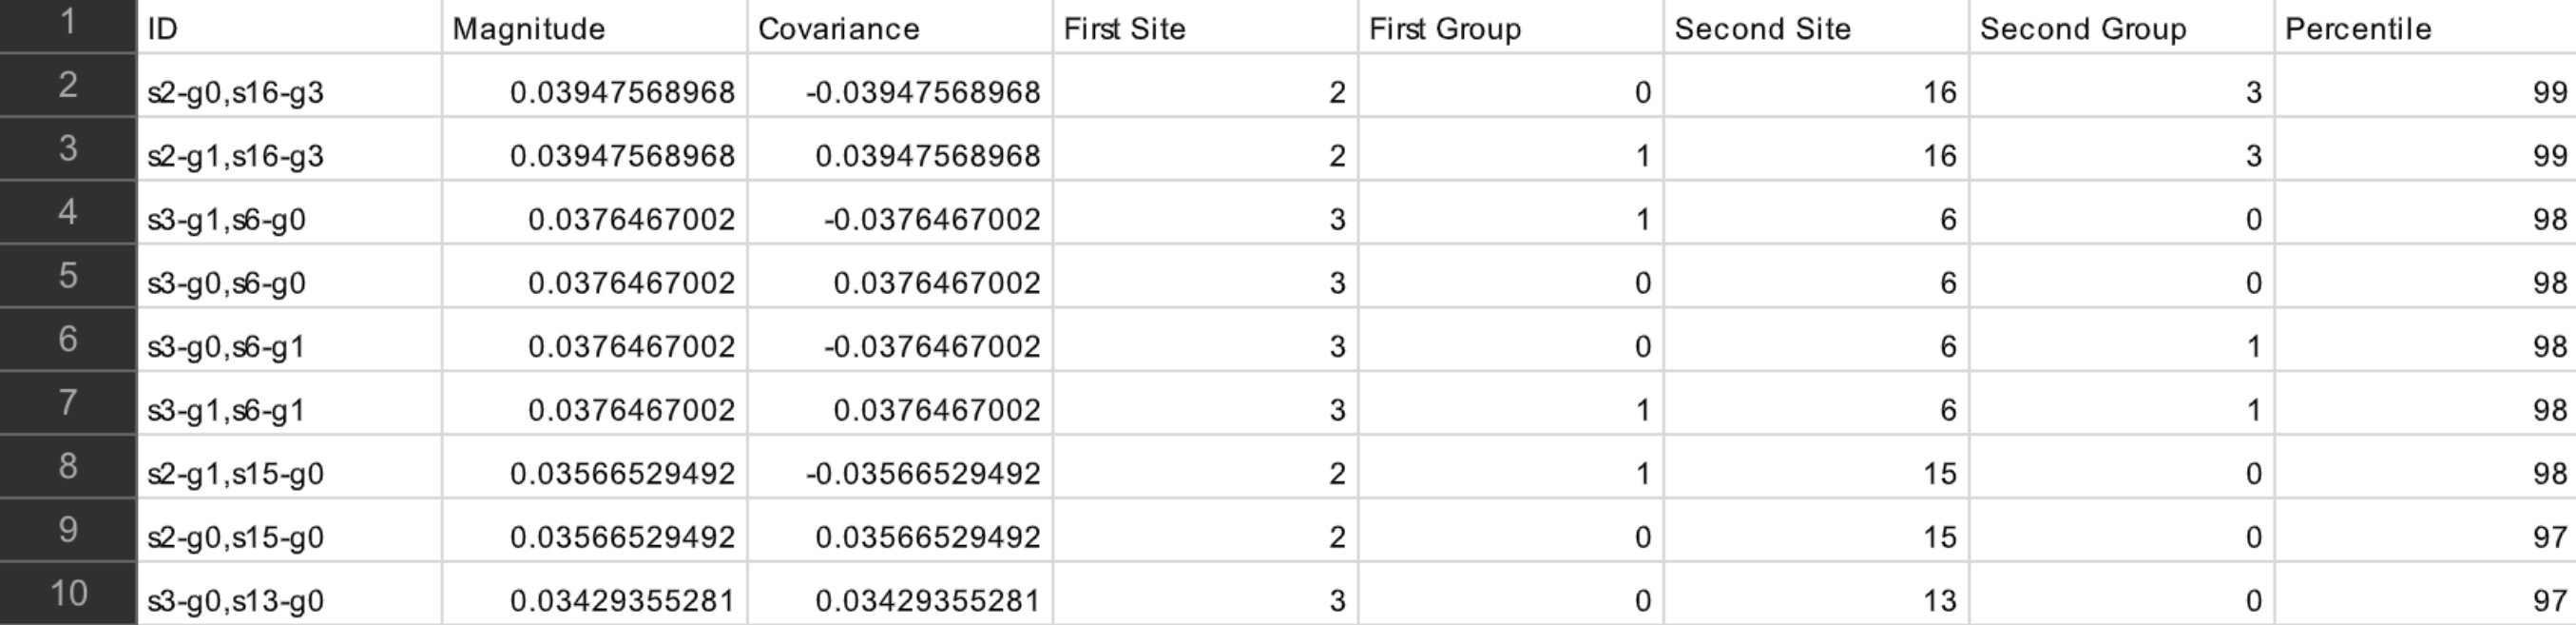 1 ID Magnitude Covariance First Site First Group Second Site Second Group Percentile
2 s2-g0,s16-g3 0.03947568968 -0.03947568968 2 0 16 3 99
3 s2-g1,s16-g3 0.03947568968 0.03947568968 2 1 16 3 99
4 s3-g1,s6-g0 0.0376467002 -0.0376467002 3 1 6 0 98
5 s3-g0,s6-g0 0.0376467002 0.0376467002 3 0 6 0 98
6 s3-g0,s6-g1 0.0376467002 -0.0376467002 3 0 6 1 98
7 s3-g1,s6-g1 0.0376467002 0.0376467002 3 1 6 1 98
8 s2-g1,s15-g0 0.03566529492 -0.03566529492 2 1 15 0 98
9 s2-g0,s15-g0 0.03566529492 0.03566529492 2 0 15 0 97
10 s3-g0,s13-g0 0.03429355281 0.03429355281 3 0 13 0 97